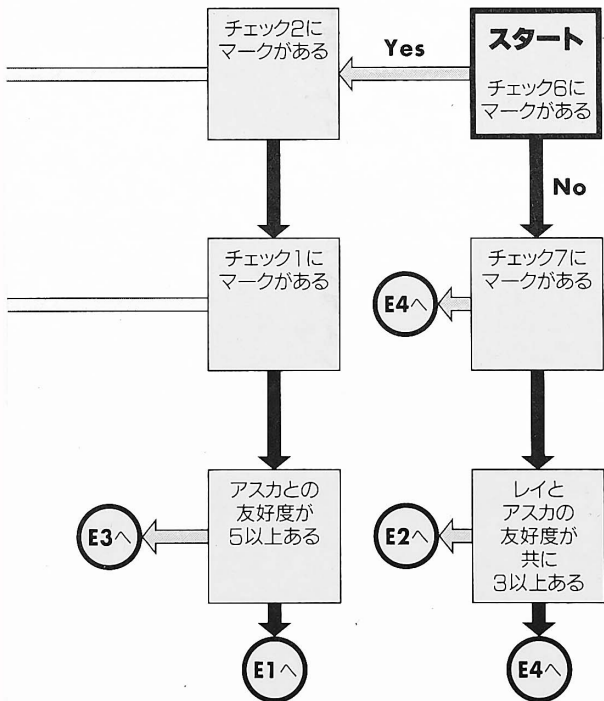 スタート
チェック6に
マークがある
Yes
No
チェック2に
マークがある
チェック7に
マークがある
E4へ
チェック1に
マークがある
レイと
アスカの
友好度が
共に
3以上ある
E2へ
E4へ
アスカとの
友好度が
5以上ある
E3へ
E1へ